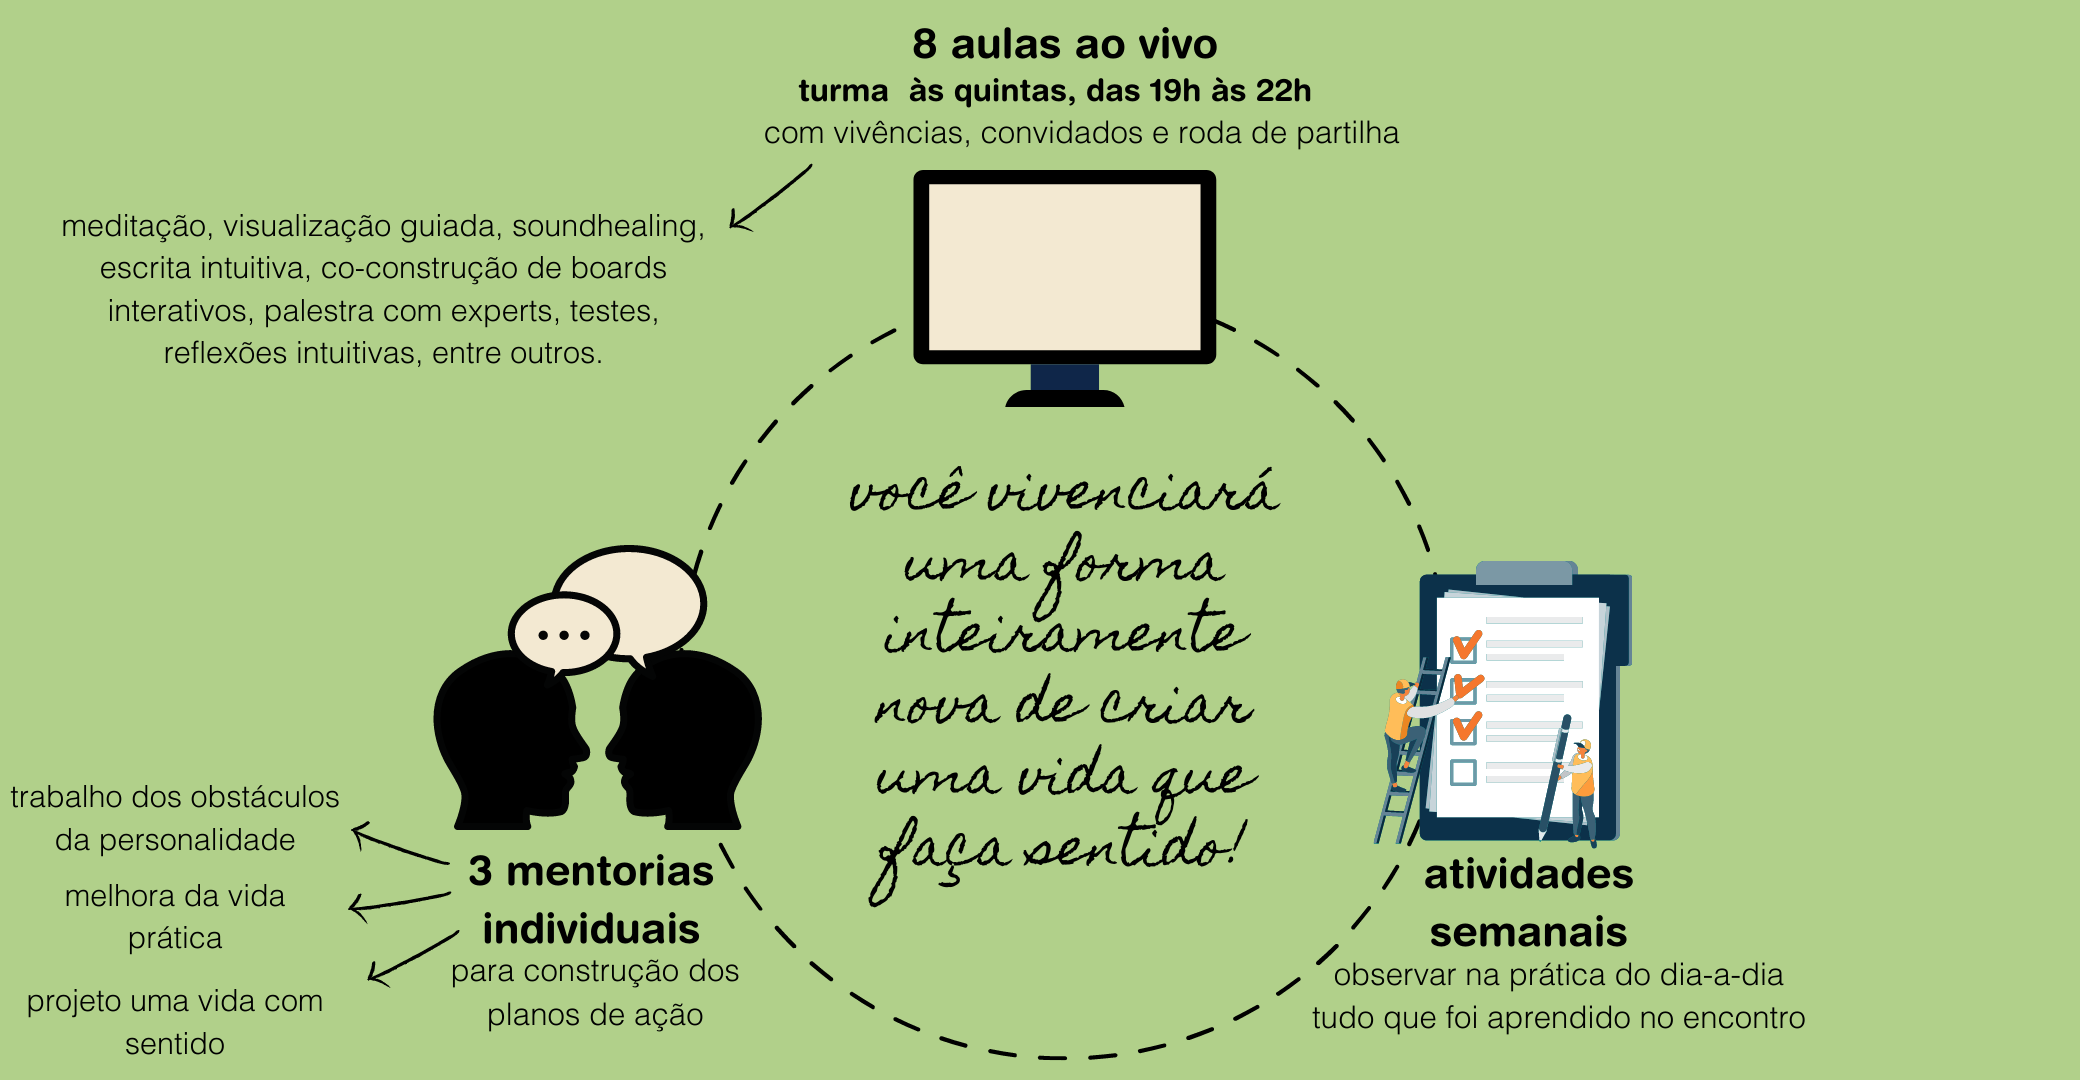 8 aulas ao vivo
turma às quintas, das 19h às 22h
com vivências, convidados e roda de partilha
meditação, visualização guiada, soundhealing,
escrita intuitiva, co-construção de boards
interativos, palestra com experts, testes,
reflexões intuitivas, entre outros.
você vivenciará
uma forma
inteiramente
nova de criar
uma vida que
faça sentido!
trabalho dos obstáculos
da personalidade
melhora da vida
prática
projeto uma vida com
sentido
3 mentorias
individuais
para construção dos
planos de ação
atividades
semanais
observar na prática do dia-a-dia
tudo que foi aprendido no encontro